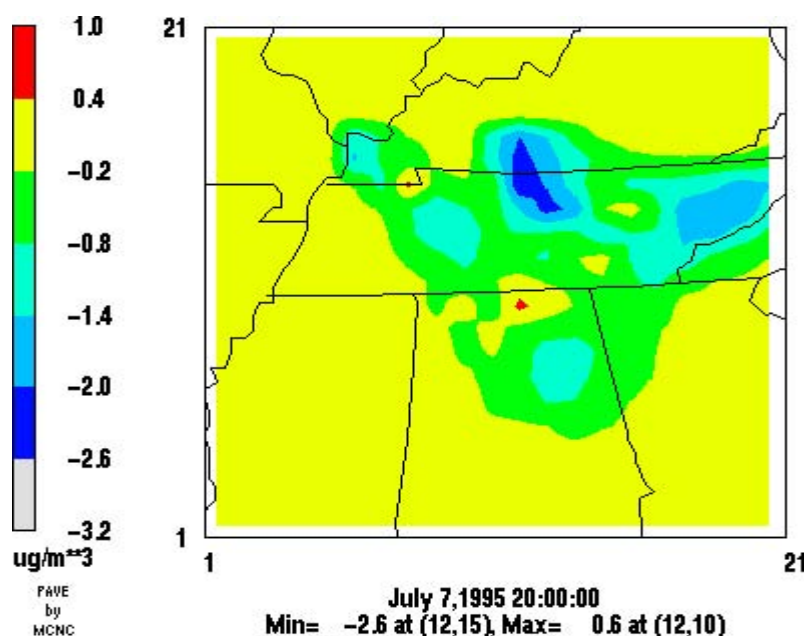 1.0
0.4
-0.2
-0.8
-1.4
-2.0
-2.6
-3.2
ug/m**3
PAVE
by
MCNC
21
1
1
21
July 7,1995 20:00:00
Min= -2.6 at (12,15), Max= 0.6 at (12,10)